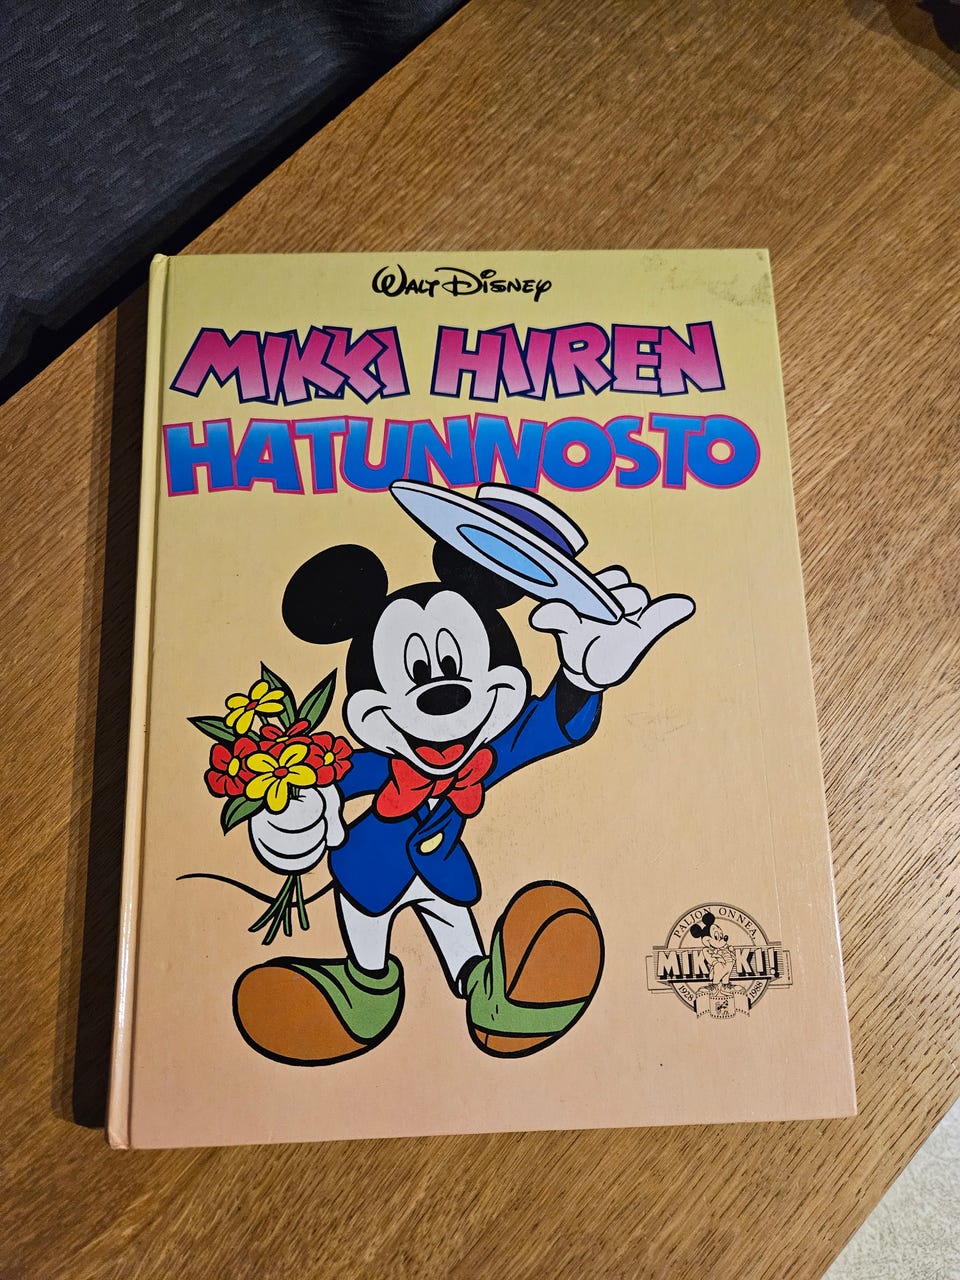 Walt Disney
MIKKI HIIREN
HATUNNOSTO
PALJON ONNEA,
MIKKI!
1928 1988